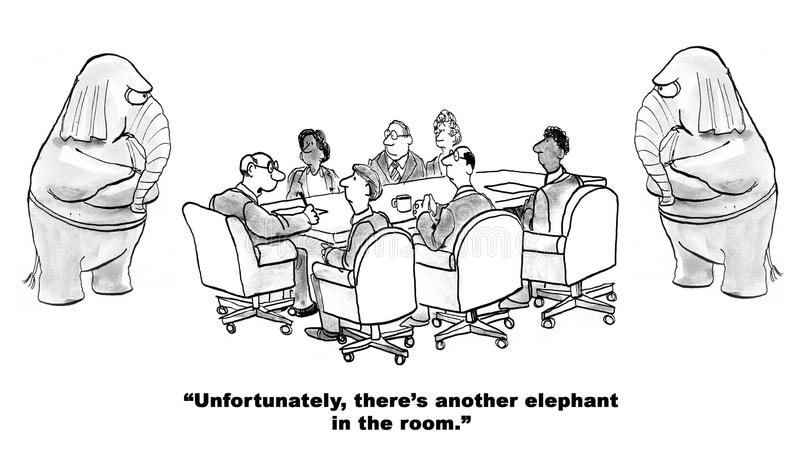 “Unfortunately, there’s another elephant
in the room.”